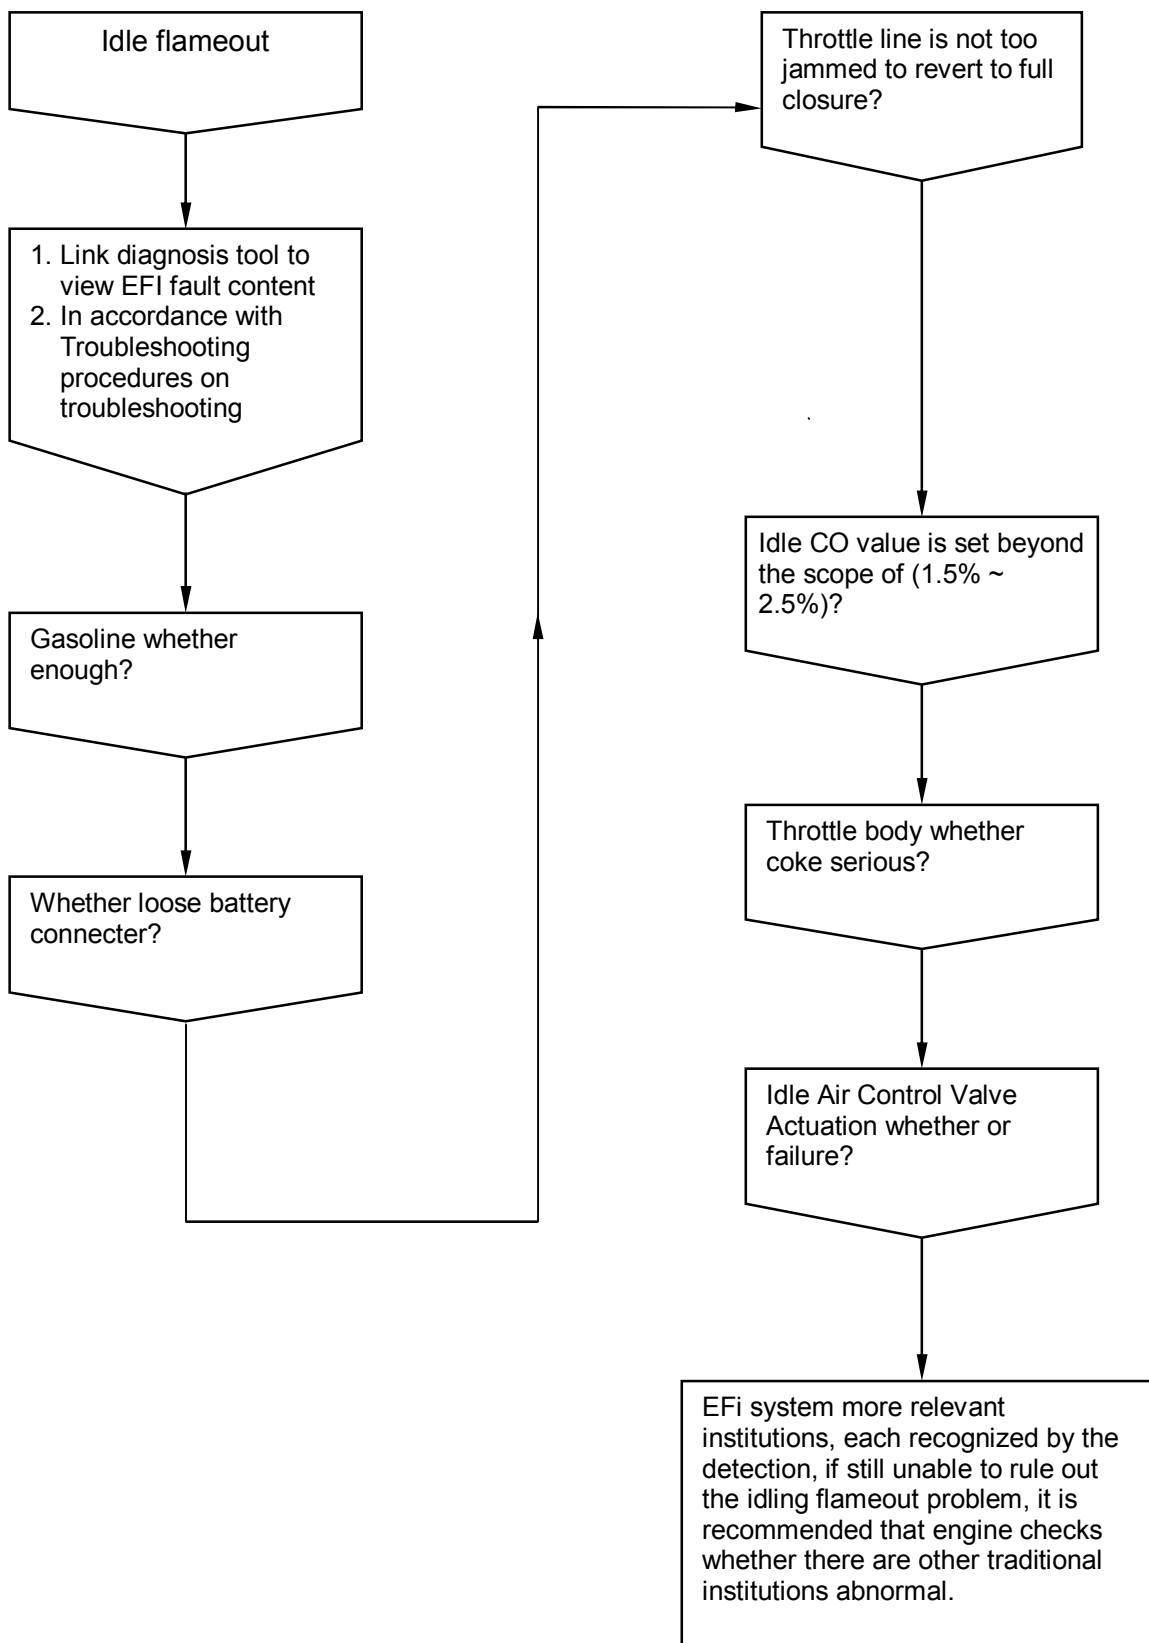 Idle flameout
1. Link diagnosis tool to
view EFI fault content
2. In accordance with
Troubleshooting
procedures on
troubleshooting
Gasoline whether
enough?
Whether loose battery
connecter?
Throttle line is not too
jammed to revert to full
closure?
Idle CO value is set beyond
the scope of (1.5% ~
2.5%)?
Throttle body whether
coke serious?
Idle Air Control Valve
Actuation whether or
failure?
EFi system more relevant
institutions, each recognized by the
detection, if still unable to rule out
the idling flameout problem, it is
recommended that engine checks
whether there are other traditional
institutions abnormal.